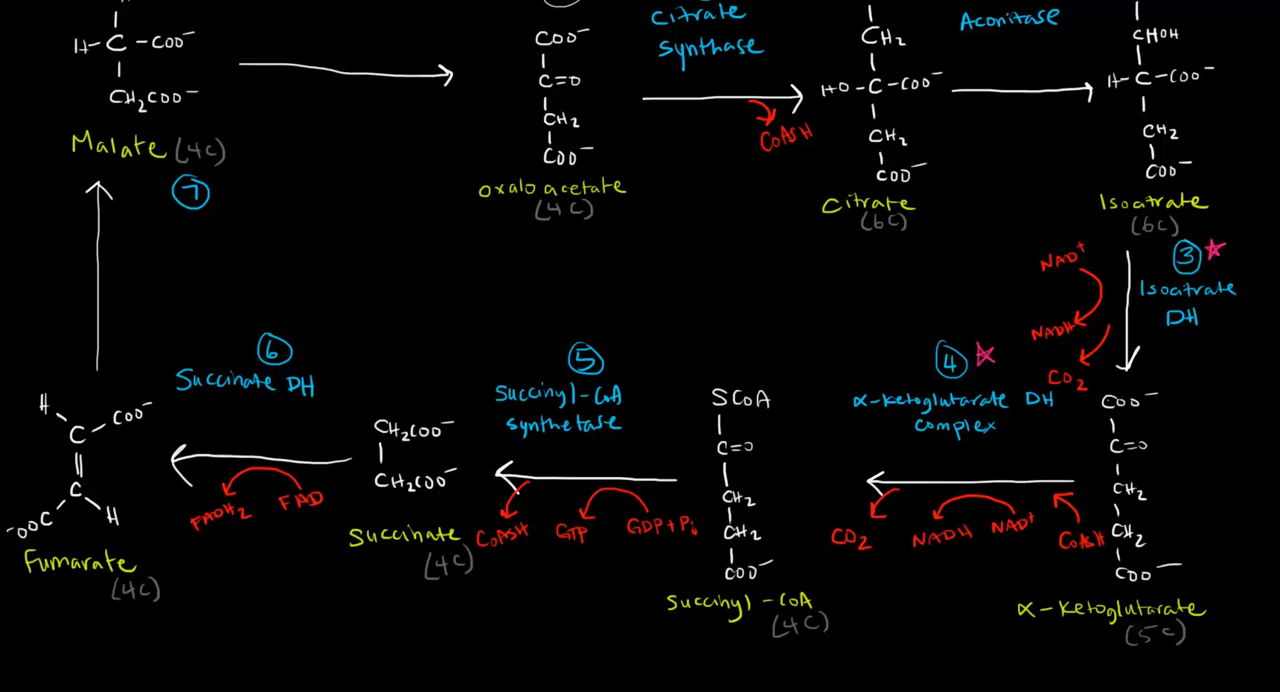 Citrate
synthase
Aconitase
H-C-COO⁻
CH₂COO⁻
Malate (4C)
7
COO⁻
C=O
CH₂
COO⁻
oxaloacetate
(4C)
CoASH
CH₂
HO-C-COO⁻
CH₂
COO⁻
Citrate
(6C)
CHOH
H-C-COO⁻
CH₂
COO⁻
Isocitrate
(6C)
3
Isocitrate
DH
NAD⁺
NADH
CO₂
COO⁻
C=O
CH₂
CH₂
COO⁻
α-Ketoglutarate
(5C)
4
α-Ketoglutarate DH
complex
CoASH
NAD⁺
NADH
CO₂
SCoA
C=O
CH₂
CH₂
COO⁻
Succinyl-CoA
(4C)
5
Succinyl-CoA
synthetase
GDP+Pi
GTP
CoASH
CH₂COO⁻
CH₂COO⁻
Succinate
(4C)
6
Succinate DH
FAD
FADH₂
H
COO⁻
C
C
⁻OOC
H
Fumarate
(4C)